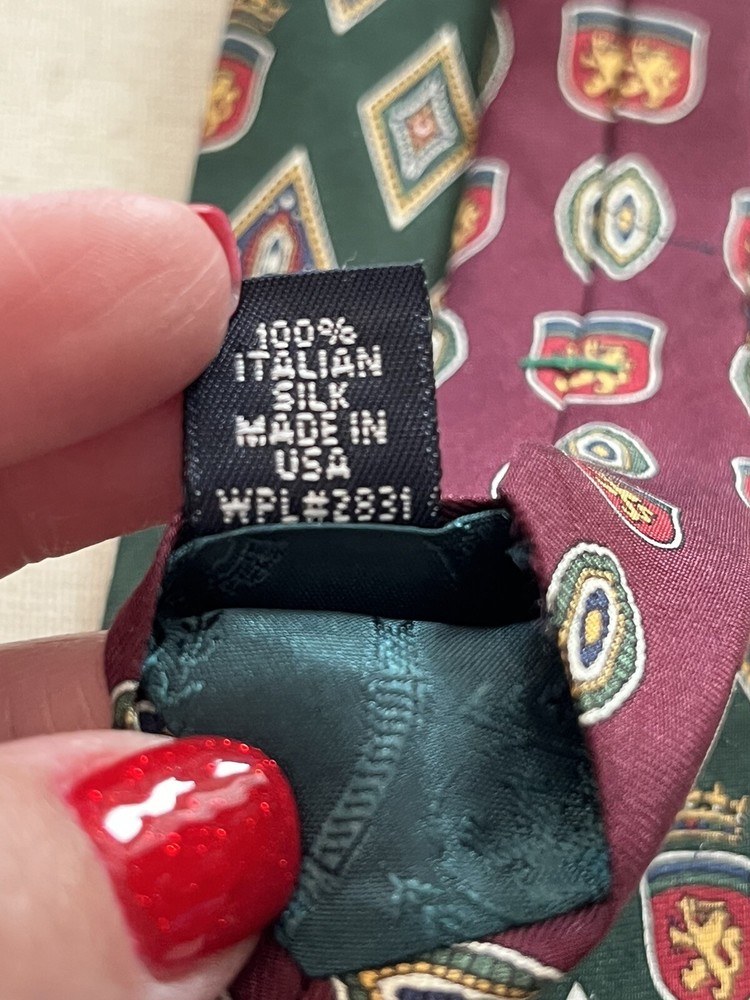 100%
ITALIAN
SILK
MADE IN
USA
WPL#2831